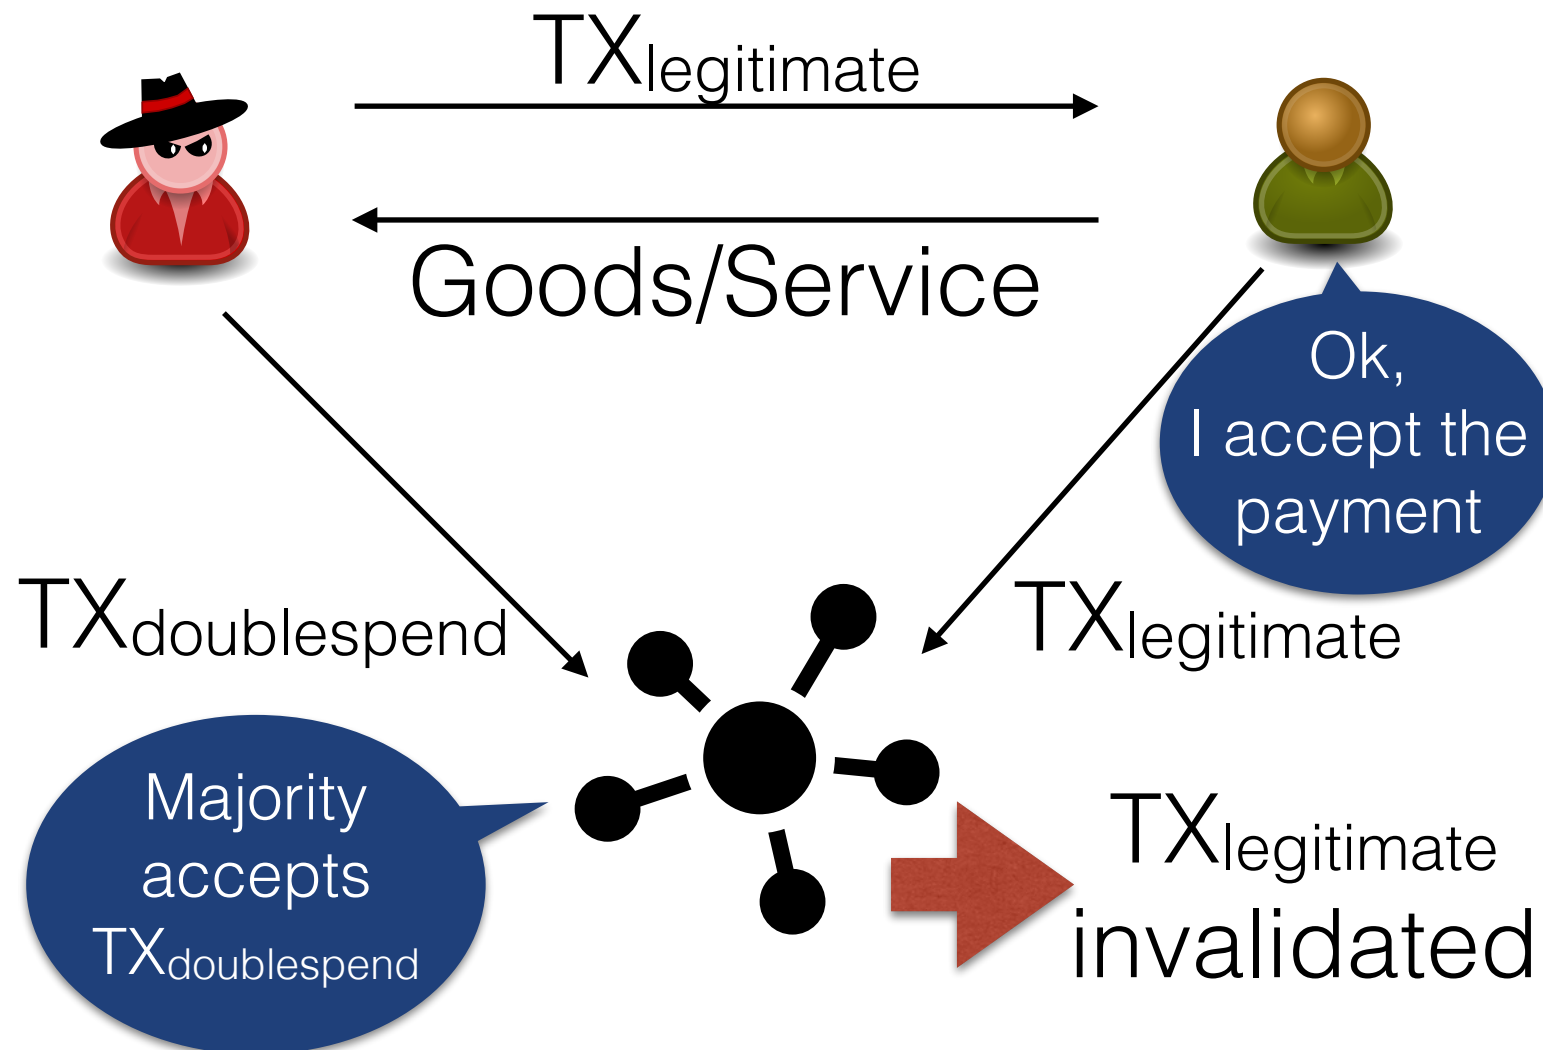 TXlegitimate
Goods/Service
Ok,
I accept the
payment
TXdoublespend
TXlegitimate
Majority
accepts
TXdoublespend
TXlegitimate
invalidated